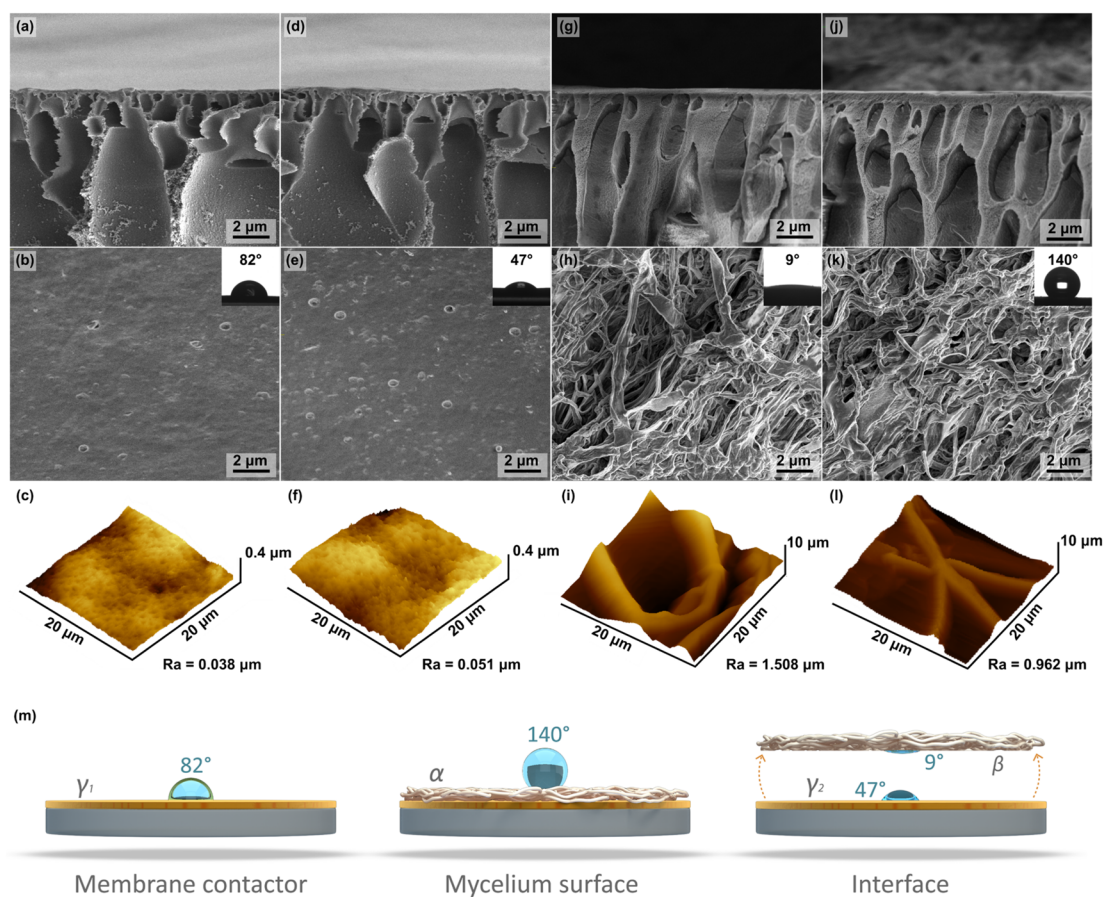 (a)
(d)
(g)
(j)
2 µm
2 µm
2 µm
2 µm
(b)
82°
(e)
47°
(h)
9°
(k)
140°
2 µm
2 µm
2 µm
2 µm
(c)
(f)
(i)
(l)
0.4 µm
0.4 µm
10 µm
10 µm
20 µm
20 µm
20 µm
20 µm
20 µm
20 µm
20 µm
20 µm
Ra = 0.038 µm
Ra = 0.051 µm
Ra = 1.508 µm
Ra = 0.962 µm
(m)
82°
γ1
140°
α
9°
β
γ2
47°
Membrane contactor
Mycelium surface
Interface